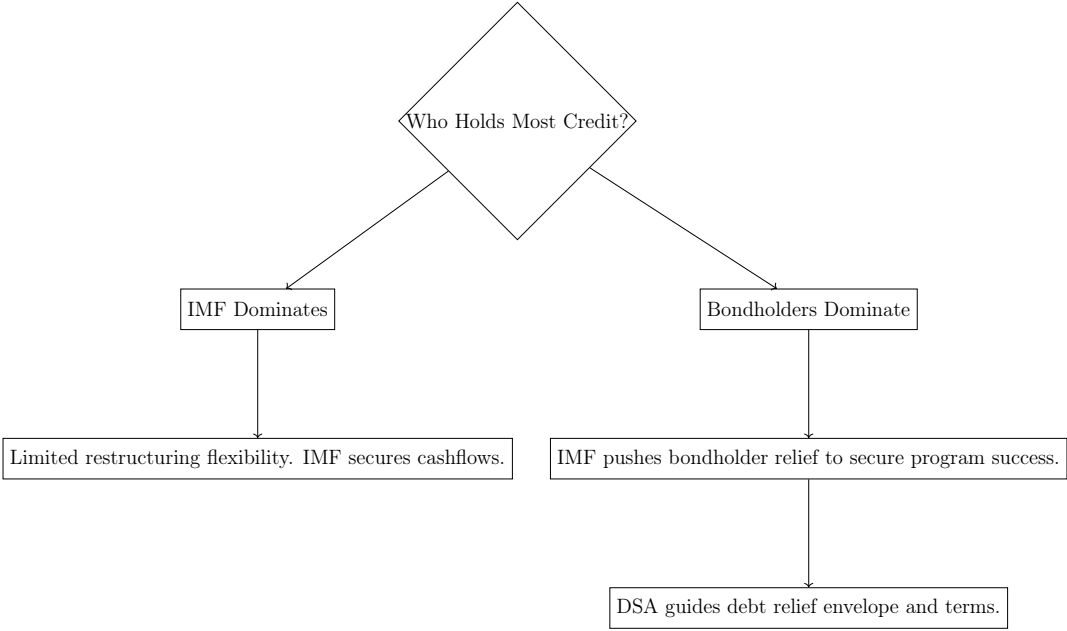 Who Holds Most Credit?
IMF Dominates
Bondholders Dominate
Limited restructuring flexibility. IMF secures cashflows.
IMF pushes bondholder relief to secure program success.
DSA guides debt relief envelope and terms.